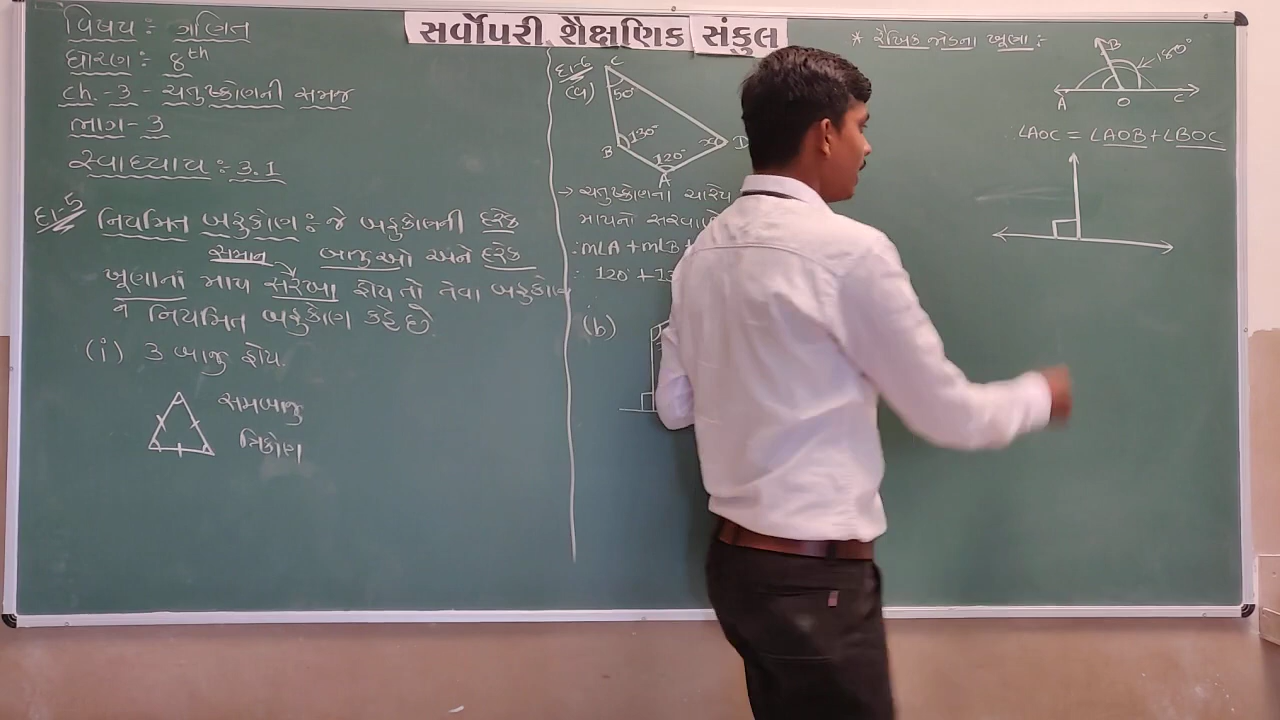 સર્વોપરી શૈક્ષણિક સંકુલ
વિષય : ગણિત
ધોરણ : 8th
ch. - 3 - ચતુષ્કોણની સમજ
ભાગ - 3
સ્વાધ્યાય : 3.1
દા-5 નિયમિત બહુકોણ : જે બહુકોણની દરેક
સમાન બાજુઓ અને દરેક
ખૂણાનાં માપ સરખા હોય તો તેવા બહુકોણ
ને નિયમિત બહુકોણ કહે છે
(i) 3 બાજુ હોય.
સમબાજુ
ત્રિકોણ
દા-6 C
(a) 50°
B 130° x D
120°
A
→ ચતુષ્કોણના ચારેય
માપનો સરવાળો
∴ m∠A + m∠B +
∴ 120° + 13
(b)
* રૈખિક જોડના ખૂણા :
B 180°
A O C
∠AOC = ∠AOB + ∠BOC